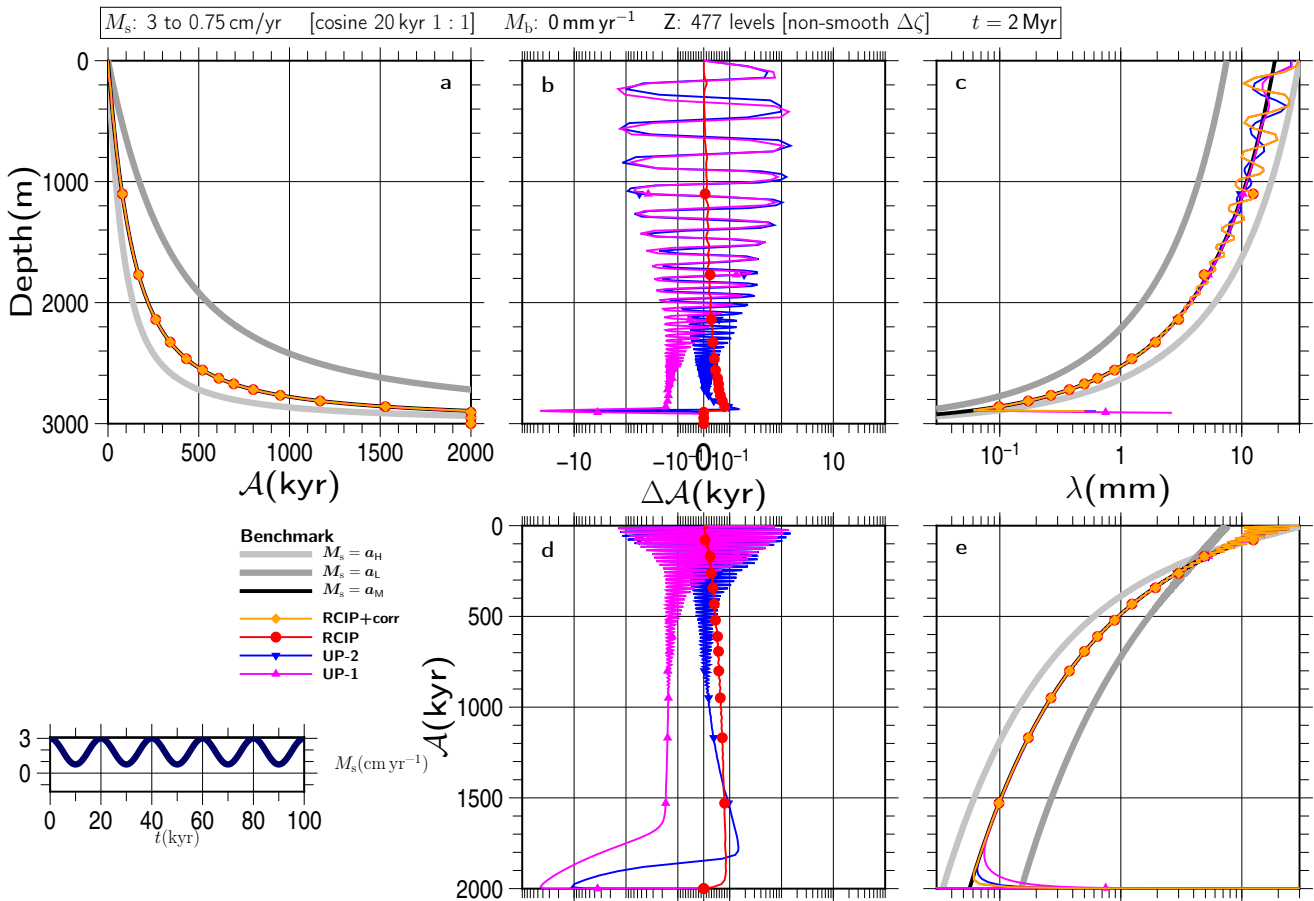 Mₛ: 3 to 0.75 cm/yr [cosine 20 kyr 1 : 1] M_b: 0 mm yr⁻¹ Z: 477 levels [non-smooth Δζ] t = 2 Myr
a
b
c
0
1000
2000
3000
Depth(m)
0 500 1000 1500 2000
𝒜(kyr)
−10 −10⁻¹ 0 10⁻¹ 10
Δ𝒜(kyr)
10⁻¹ 1 10
λ(mm)
Benchmark
Mₛ = a_H
Mₛ = a_L
Mₛ = a_M
RCIP+corr
RCIP
UP-2
UP-1
3
0
Mₛ(cm yr⁻¹)
0 20 40 60 80 100
t(kyr)
d
e
0
500
1000
1500
2000
𝒜(kyr)